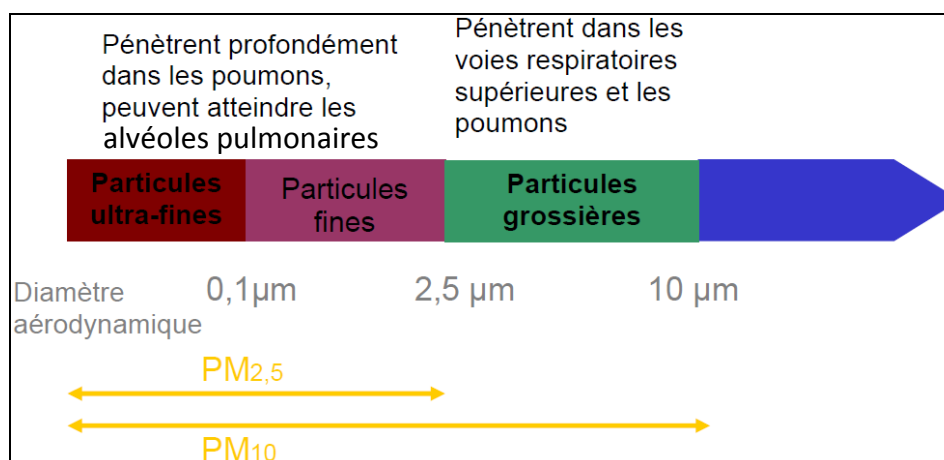 Pénètrent profondément
dans les poumons,
peuvent atteindre les
alvéoles pulmonaires
Pénètrent dans les
voies respiratoires
supérieures et les
poumons
Particules
ultra-fines
Particules
fines
Particules
grossières
Diamètre
aérodynamique
0,1µm
2,5 µm
10 µm
PM2,5
PM10